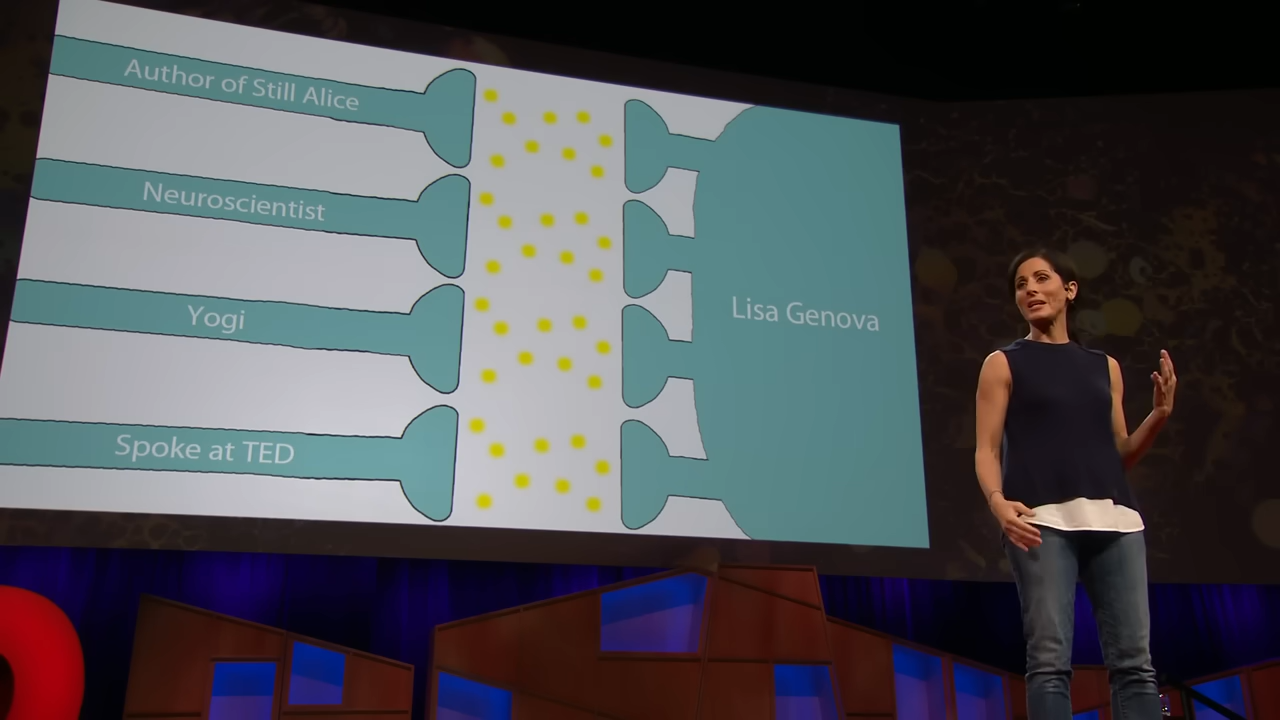 Author of Still Alice
Neuroscientist
Yogi
Lisa Genova
Spoke at TED